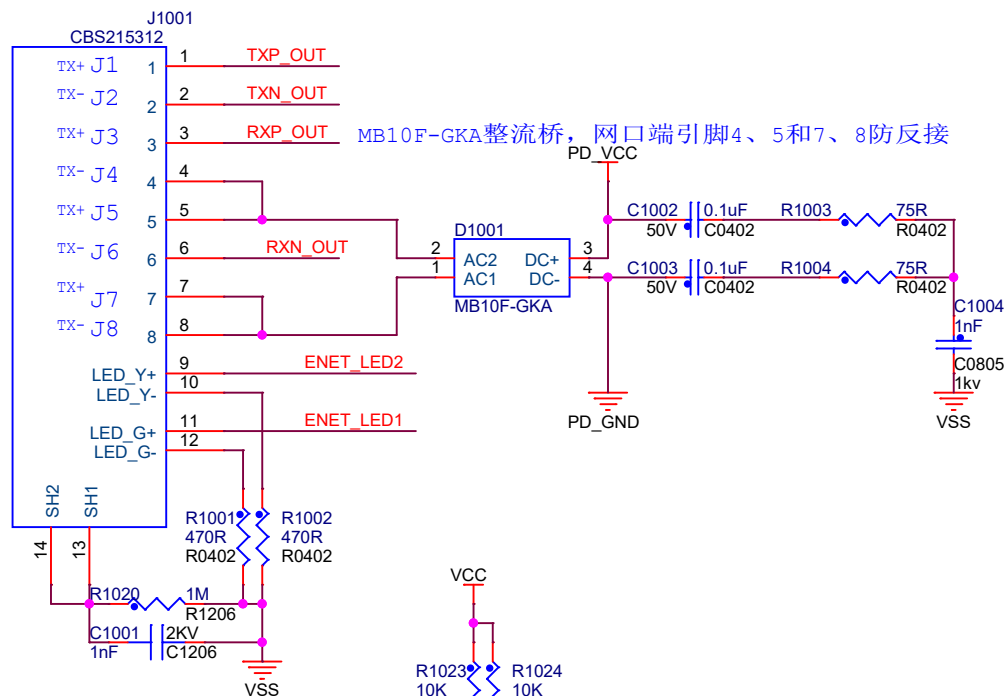 J1001
CBS215312
TX+ J1 1 1 TXP_OUT
TX- J2 2 2 TXN_OUT
TX+ J3 3 3 RXP_OUT
MB10F-GKA整流桥，网口端引脚4、5和7、8防反接
TX- J4 4 4
TX+ J5 5 5
TX- J6 6 6 RXN_OUT
TX+ J7 7 7
TX- J8 8 8
LED_Y+ 9 ENET_LED2
LED_Y- 10
LED_G+ 11 ENET_LED1
LED_G- 12
SH2 SH1
14 13
PD_VCC
D1001
2 AC2 DC+ 3
1 AC1 DC- 4
MB10F-GKA
C1002 0.1uF R1003 75R
50V C0402 R0402
C1003 0.1uF R1004 75R
50V C0402 R0402
C1004
1nF
C0805
1kv
PD_GND
VSS
R1001 R1002
470R 470R
R0402 R0402
R1020 1M
R1206
C1001 2KV
1nF C1206
VSS
VCC
R1023 R1024
10K 10K